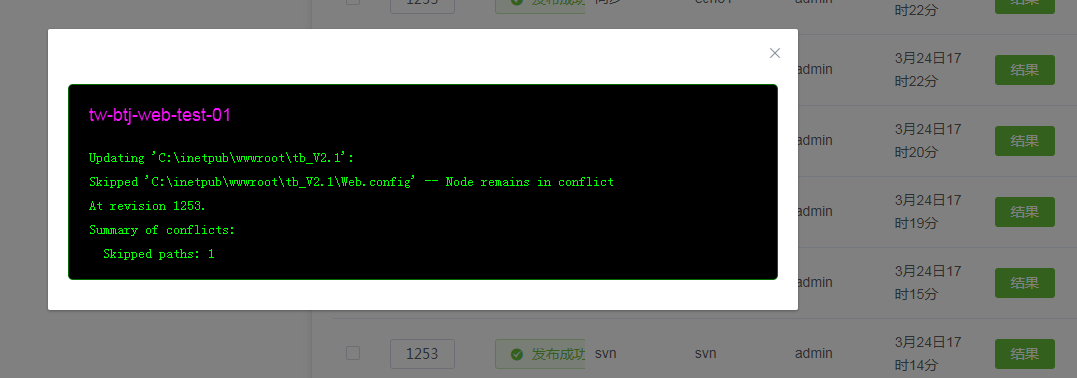 1253 发布成功 同步 echo1
时22分
3月24日17
admin
时22分 结果
3月24日17
admin
时20分 结果
3月24日17
admin
时19分 结果
3月24日17
admin
时15分 结果
tw-btj-web-test-01
Updating 'C:\inetpub\wwwroot\tb_V2.1':
Skipped 'C:\inetpub\wwwroot\tb_V2.1\Web.config' -- Node remains in conflict
At revision 1253.
Summary of conflicts:
Skipped paths: 1
3月24日17
1253 发布成功 svn svn admin 结果
时14分